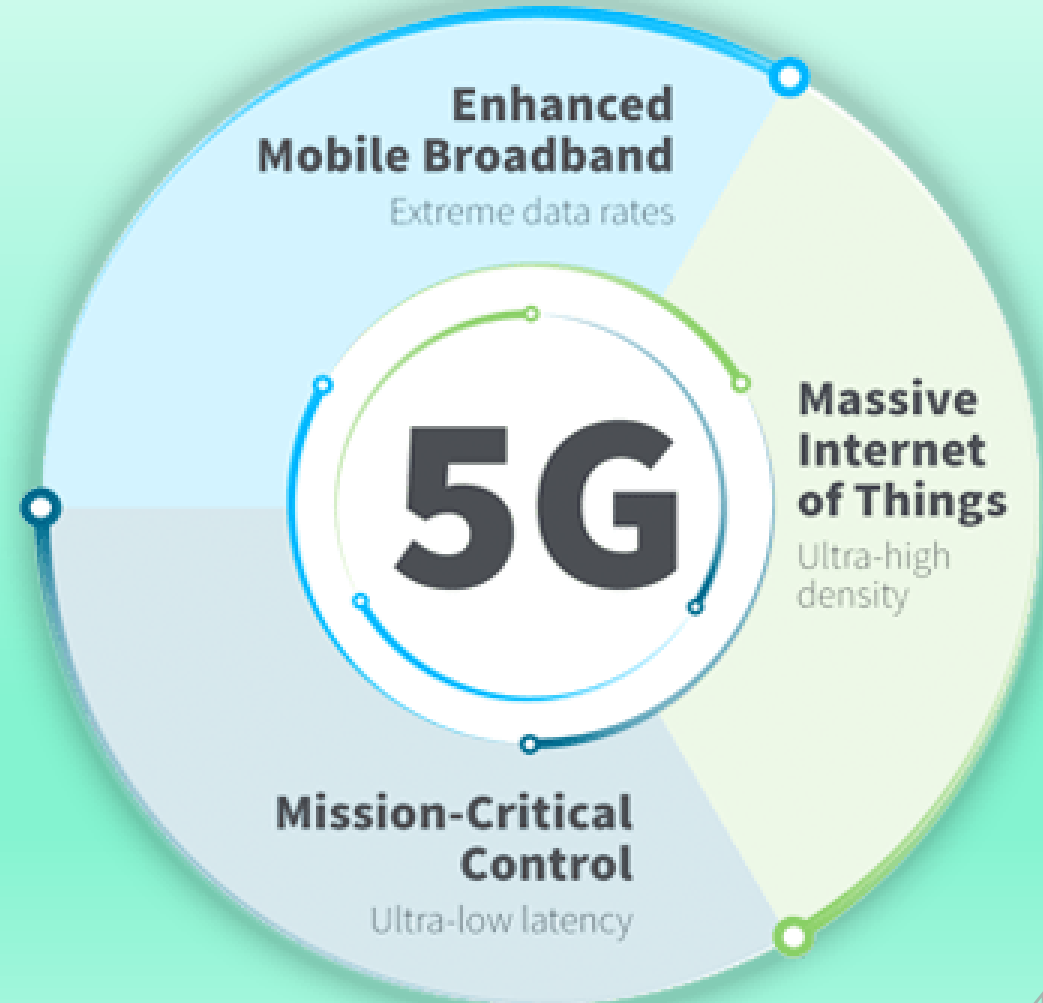 Enhanced
Mobile Broadband
Extreme data rates
5G
Massive
Internet
of Things
Ultra-high
density
Mission-Critical
Control
Ultra-low latency